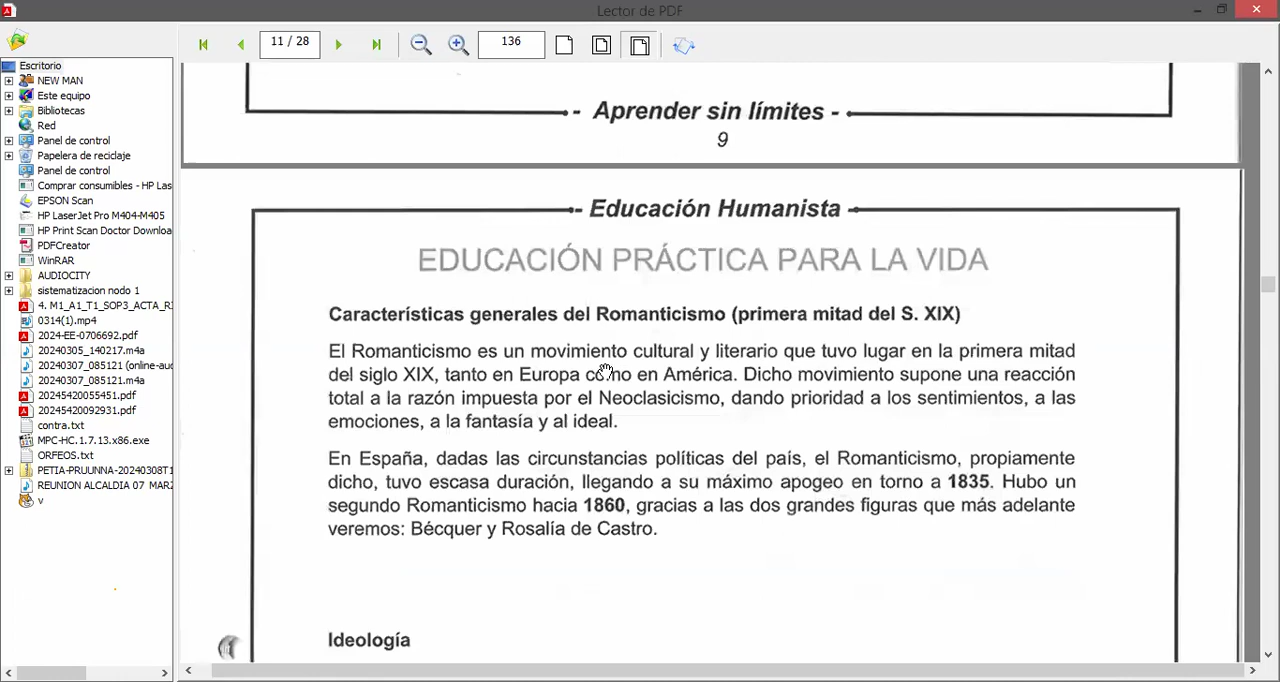 Lector de PDF
11 / 28
136
Escritorio
NEW MAN
Este equipo
Bibliotecas
Red
Panel de control
Papelera de reciclaje
Panel de control
Comprar consumibles - HP Las
EPSON Scan
HP LaserJet Pro M404-M405
HP Print Scan Doctor Downloa
PDFCreator
WinRAR
AUDIOCITY
sistematizacion nodo 1
4. M1_A1_T1_SOP3_ACTA_R
0314(1).mp4
2024-EE-0706692.pdf
20240305_140217.m4a
20240307_085121 (online-aud
20240307_085121.m4a
20245420055451.pdf
20245420092931.pdf
contra.txt
MPC-HC.1.7.13.x86.exe
ORFEOS.txt
PETIA-PRUUNNA-20240308T1
REUNION ALCALDIA 07 MARZ
v
- Aprender sin límites -
9
- Educación Humanista -
EDUCACIÓN PRÁCTICA PARA LA VIDA
Características generales del Romanticismo (primera mitad del S. XIX)
El Romanticismo es un movimiento cultural y literario que tuvo lugar en la primera mitad
del siglo XIX, tanto en Europa como en América. Dicho movimiento supone una reacción
total a la razón impuesta por el Neoclasicismo, dando prioridad a los sentimientos, a las
emociones, a la fantasía y al ideal.
En España, dadas las circunstancias políticas del país, el Romanticismo, propiamente
dicho, tuvo escasa duración, llegando a su máximo apogeo en torno a 1835. Hubo un
segundo Romanticismo hacia 1860, gracias a las dos grandes figuras que más adelante
veremos: Bécquer y Rosalía de Castro.
Ideología